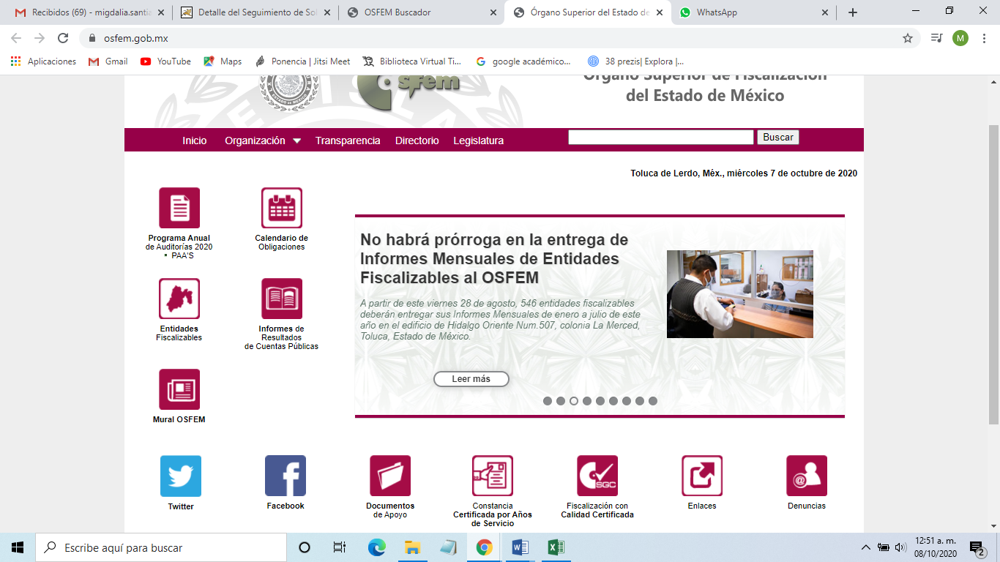 Recibidos (69) - migdalia.santia
Detalle del Seguimiento de Sol
OSFEM Buscador
Órgano Superior del Estado de
WhatsApp
osfem.gob.mx
M
Aplicaciones
Gmail
YouTube
Maps
Ponencia | Jitsi Meet
Biblioteca Virtual Ti...
google académico...
38 prezis| Explora |...
osfem
Órgano Superior de Fiscalización
del Estado de México
Inicio
Organización
Transparencia
Directorio
Legislatura
Buscar
Toluca de Lerdo, Méx., miércoles 7 de octubre de 2020
Programa Anual
de Auditorías 2020
▪ PAA'S
Calendario de
Obligaciones
Entidades
Fiscalizables
Informes de
Resultados
de Cuentas Públicas
Mural OSFEM
No habrá prórroga en la entrega de
Informes Mensuales de Entidades
Fiscalizables al OSFEM
A partir de este viernes 28 de agosto, 546 entidades fiscalizables
deberán entregar sus Informes Mensuales de enero a julio de este
año en el edificio de Hidalgo Oriente Num.507, colonia La Merced,
Toluca, Estado de México.
Leer más
Twitter
Facebook
Documentos
de Apoyo
Constancia
Certificada por Años
de Servicio
SGC
Fiscalización con
Calidad Certificada
Enlaces
@
Denuncias
Escribe aquí para buscar
12:51 a. m.
08/10/2020
2